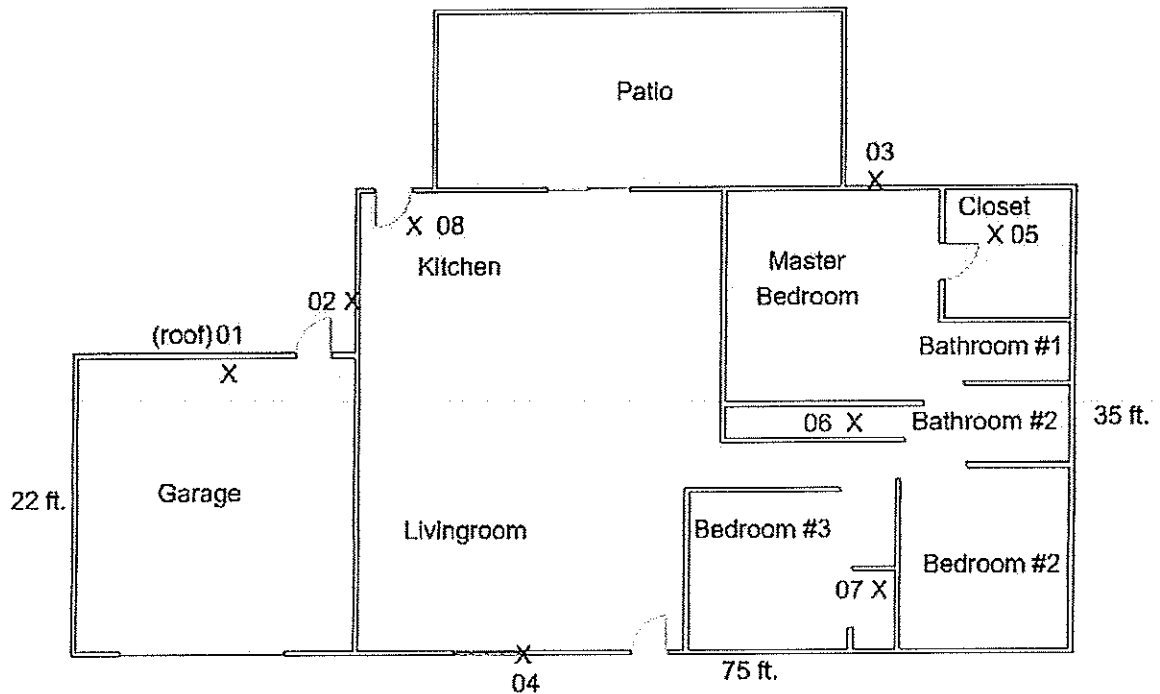 Patio
03
Closet
X 05
X 08
Kitchen
Master
Bedroom
02 X
(roof) 01
X
Bathroom #1
06 X
Bathroom #2
35 ft.
22 ft.
Garage
Livingroom
Bedroom #3
Bedroom #2
07 X
X
04
75 ft.
X